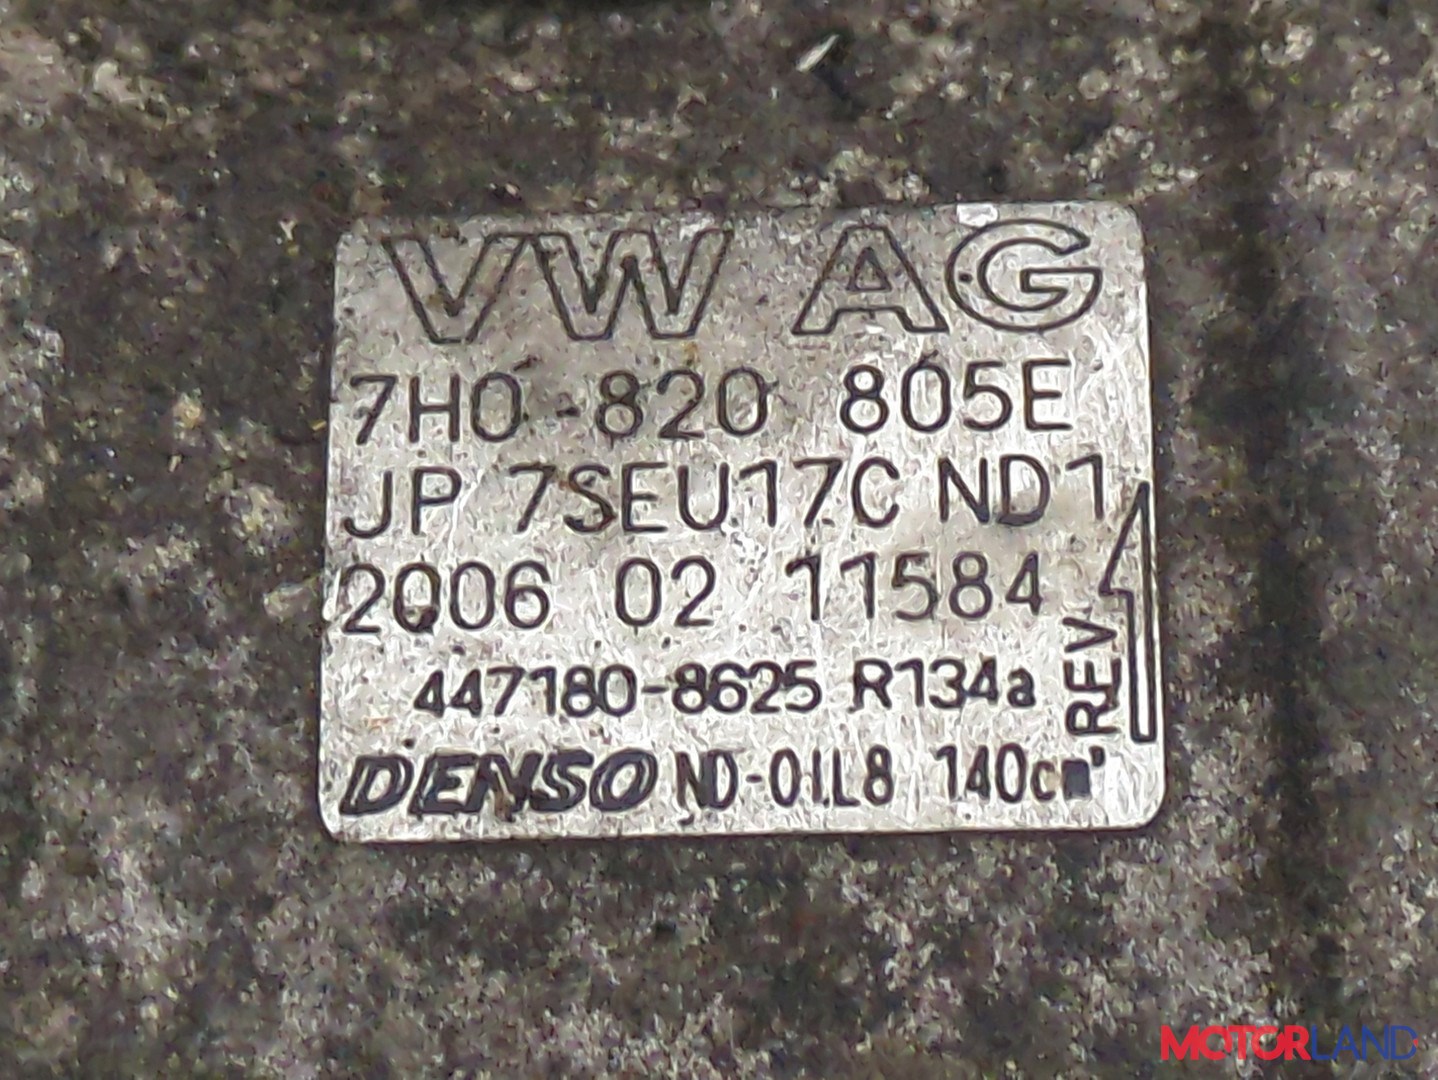 VW AG
7H0 820 805E
JP 7SEU17C ND1
2006 02 11584
447180-8625 R134a
DENSO ND-OIL8 140cm³
REV
MOTORLAND